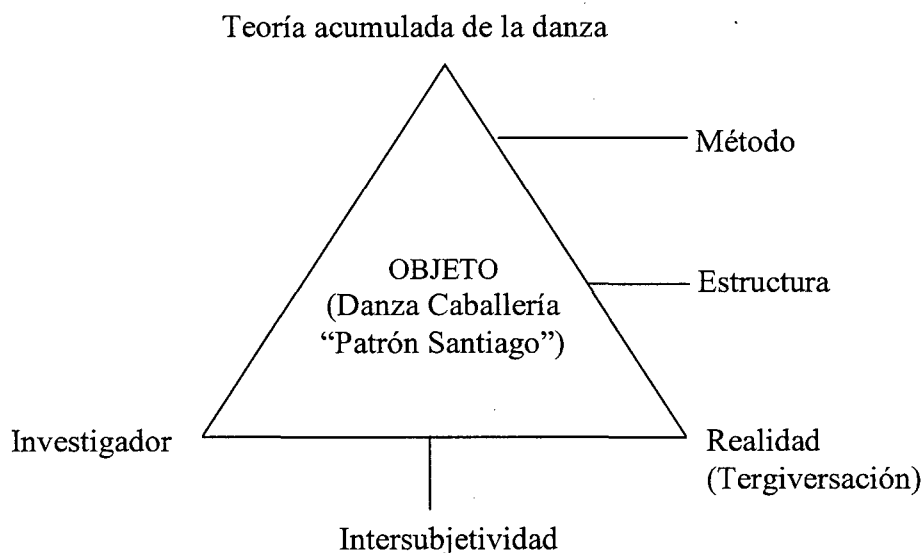 Teoría acumulada de la danza
Método
OBJETO
(Danza Caballería
“Patrón Santiago”)
Estructura
Investigador
Realidad
(Tergiversación)
Intersubjetividad